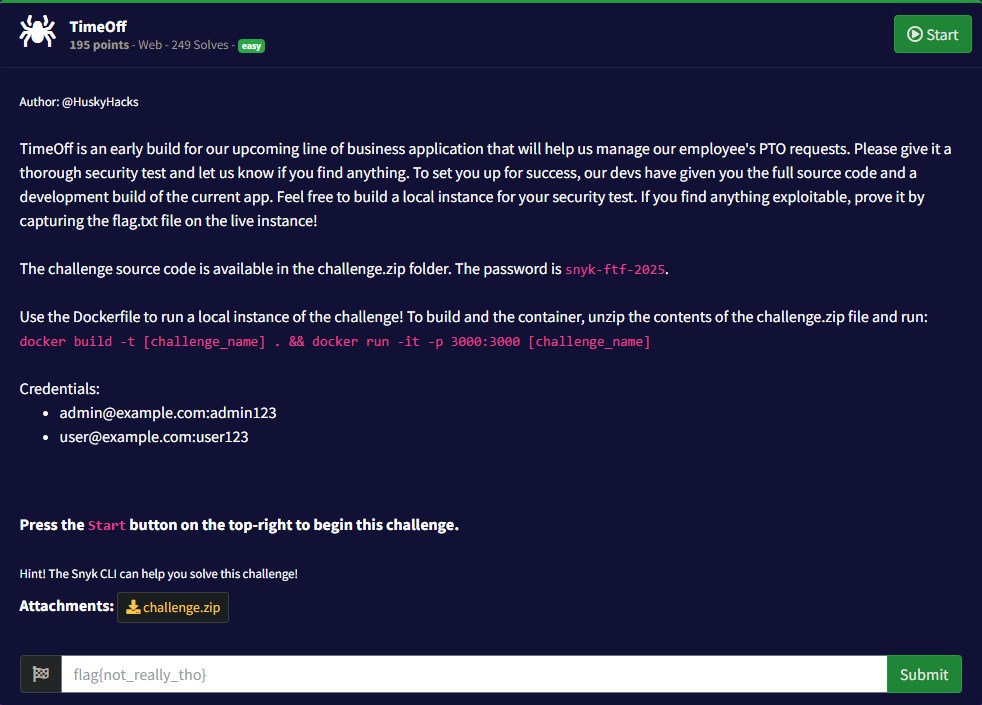 TimeOff
195 points - Web - 249 Solves - easy
Start
Author: @HuskyHacks
TimeOff is an early build for our upcoming line of business application that will help us manage our employee's PTO requests. Please give it a
thorough security test and let us know if you find anything. To set you up for success, our devs have given you the full source code and a
development build of the current app. Feel free to build a local instance for your security test. If you find anything exploitable, prove it by
capturing the flag.txt file on the live instance!
The challenge source code is available in the challenge.zip folder. The password is snyk-ftf-2025.
Use the Dockerfile to run a local instance of the challenge! To build and the container, unzip the contents of the challenge.zip file and run:
docker build -t [challenge_name] . && docker run -it -p 3000:3000 [challenge_name]
Credentials:
• admin@example.com:admin123
• user@example.com:user123
Press the Start button on the top-right to begin this challenge.
Hint! The Snyk CLI can help you solve this challenge!
Attachments: challenge.zip
flag{not_really_tho}
Submit